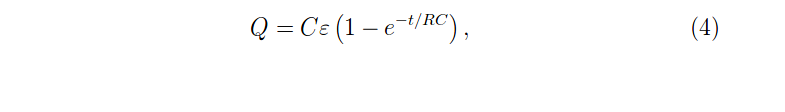 Q = Cε (1 − e^{−t/RC}) , (4)